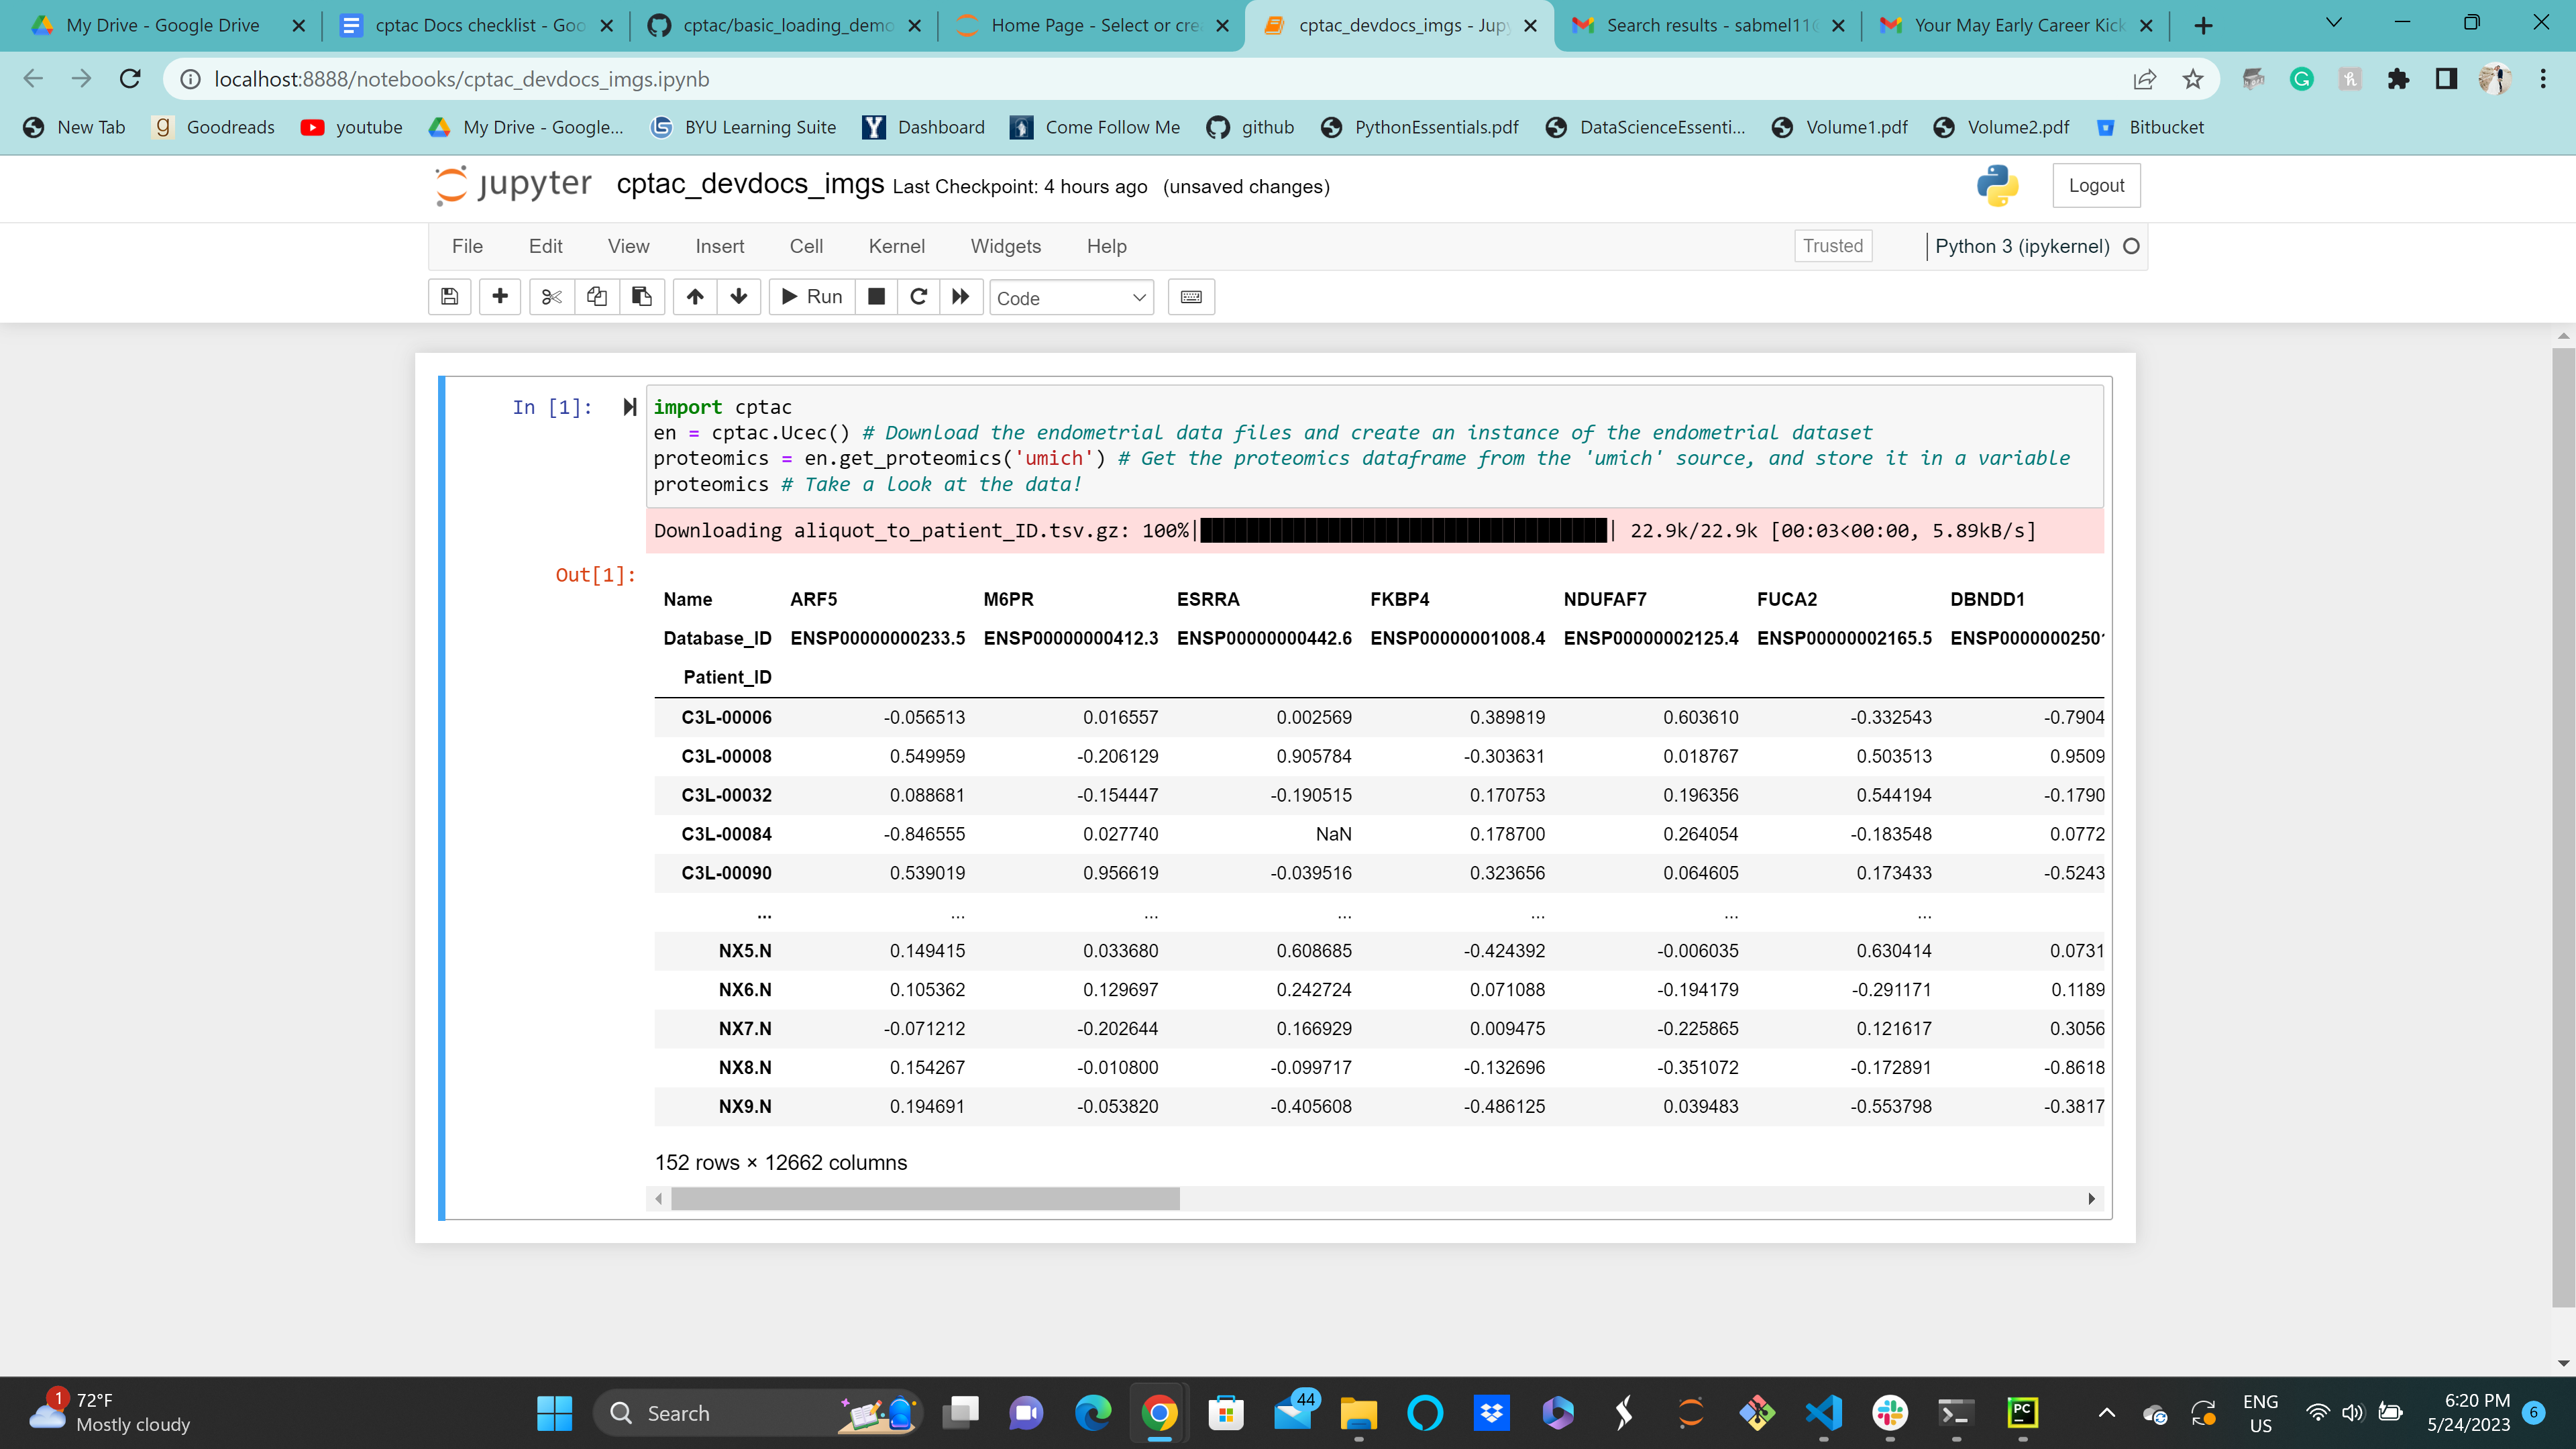 My Drive - Google Drive
cptac Docs checklist - Goo
cptac/basic_loading_demo
Home Page - Select or cre
cptac_devdocs_imgs - Jup
Search results - sabmel11
Your May Early Career Kick
localhost:8888/notebooks/cptac_devdocs_imgs.ipynb
New Tab
Goodreads
youtube
My Drive - Google...
BYU Learning Suite
Dashboard
Come Follow Me
github
PythonEssentials.pdf
DataScienceEssenti...
Volume1.pdf
Volume2.pdf
Bitbucket
jupyter cptac_devdocs_imgs Last Checkpoint: 4 hours ago (unsaved changes)
Logout
File Edit View Insert Cell Kernel Widgets Help
Trusted
Python 3 (ipykernel)
Run
Code
In [1]:
import cptac
en = cptac.Ucec() # Download the endometrial data files and create an instance of the endometrial dataset
proteomics = en.get_proteomics('umich') # Get the proteomics dataframe from the 'umich' source, and store it in a variable
proteomics # Take a look at the data!
Downloading aliquot_to_patient_ID.tsv.gz: 100%| | 22.9k/22.9k [00:03<00:00, 5.89kB/s]
Out[1]:
Name ARF5 M6PR ESRRA FKBP4 NDUFAF7 FUCA2 DBNDD1
Database_ID ENSP00000000233.5 ENSP00000000412.3 ENSP00000000442.6 ENSP00000001008.4 ENSP00000002125.4 ENSP00000002165.5 ENSP0000000250
Patient_ID
C3L-00006 -0.056513 0.016557 0.002569 0.389819 0.603610 -0.332543 -0.7904
C3L-00008 0.549959 -0.206129 0.905784 -0.303631 0.018767 0.503513 0.9509
C3L-00032 0.088681 -0.154447 -0.190515 0.170753 0.196356 0.544194 -0.1790
C3L-00084 -0.846555 0.027740 NaN 0.178700 0.264054 -0.183548 0.0772
C3L-00090 0.539019 0.956619 -0.039516 0.323656 0.064605 0.173433 -0.5243
... ... ... ... ... ... ...
NX5.N 0.149415 0.033680 0.608685 -0.424392 -0.006035 0.630414 0.0731
NX6.N 0.105362 0.129697 0.242724 0.071088 -0.194179 -0.291171 0.1189
NX7.N -0.071212 -0.202644 0.166929 0.009475 -0.225865 0.121617 0.3056
NX8.N 0.154267 -0.010800 -0.099717 -0.132696 -0.351072 -0.172891 -0.8618
NX9.N 0.194691 -0.053820 -0.405608 -0.486125 0.039483 -0.553798 -0.3817
152 rows × 12662 columns
1
72°F
Mostly cloudy
Search
44
PC
ENG
US
6:20 PM
5/24/2023
6